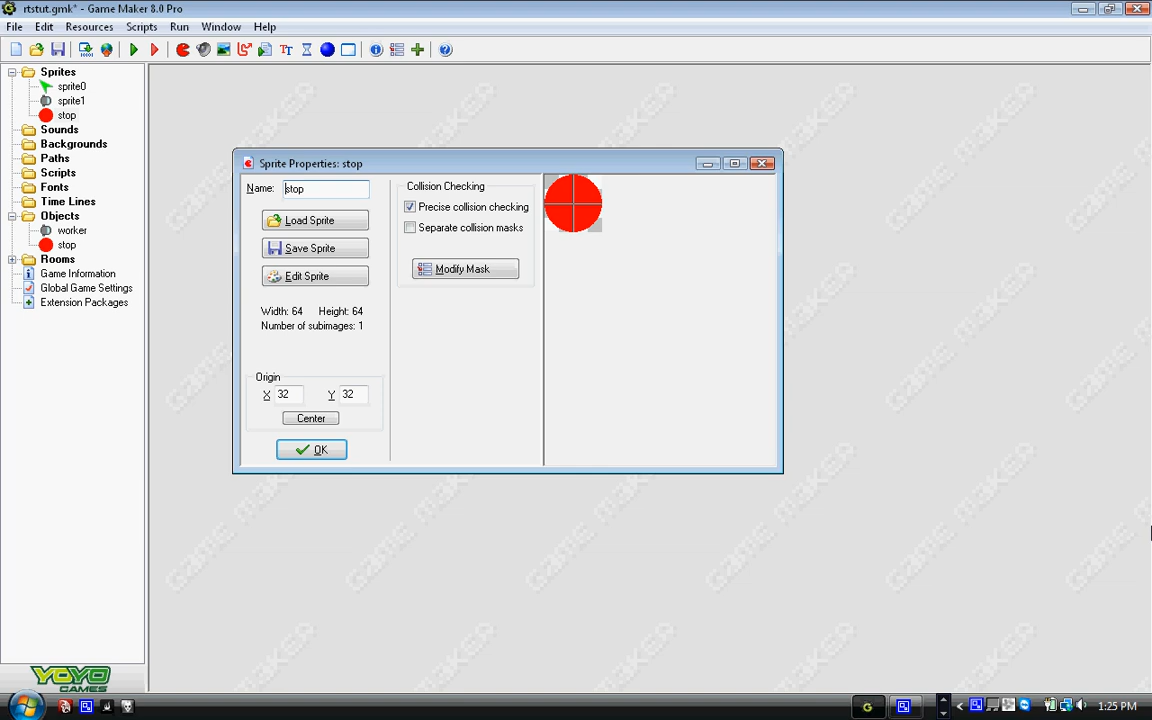 rtstut.gmk* - Game Maker 8.0 Pro
File Edit Resources Scripts Run Window Help
Sprites
sprite0
sprite1
stop
Sounds
Backgrounds
Paths
Scripts
Fonts
Time Lines
Objects
worker
stop
Rooms
Game Information
Global Game Settings
Extension Packages
Sprite Properties: stop
Name: stop
Load Sprite
Save Sprite
Edit Sprite
Width: 64 Height: 64
Number of subimages: 1
Origin
X 32 Y 32
Center
OK
Collision Checking
Precise collision checking
Separate collision masks
Modify Mask
GAME MAKER
YOYO
GAMES
1:25 PM